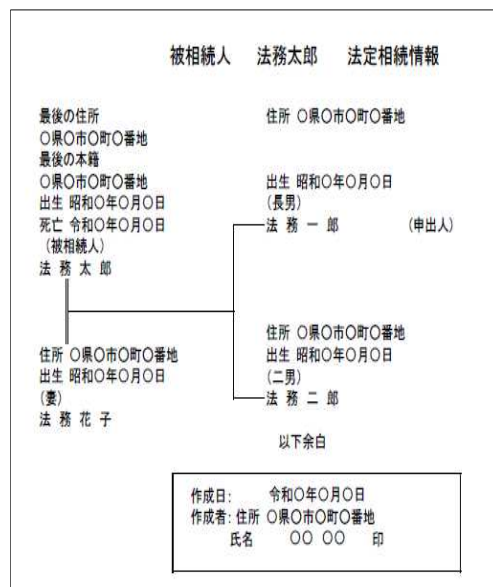 被相続人 法務太郎 法定相続情報
最後の住所
○県○市○町○番地
最後の本籍
○県○市○町○番地
出生 昭和○年○月○日
死亡 令和○年○月○日
(被相続人)
法 務 太 郎
住所 ○県○市○町○番地
出生 昭和○年○月○日
(妻)
法 務 花 子
住所 ○県○市○町○番地
出生 昭和○年○月○日
(長男)
法 務 一 郎 (申出人)
住所 ○県○市○町○番地
出生 昭和○年○月○日
(二男)
法 務 二 郎
以下余白
作成日: 令和○年○月○日
作成者: 住所 ○県○市○町○番地
氏名 ○○ ○○ 印